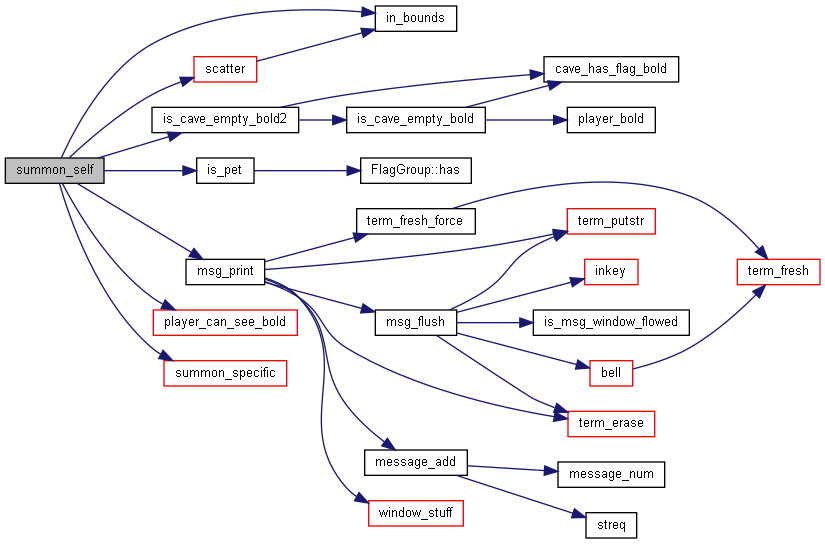 in_bounds
scatter
cave_has_flag_bold
is_cave_empty_bold2
is_cave_empty_bold
player_bold
summon_self
is_pet
FlagGroup::has
term_fresh_force
term_putstr
msg_print
inkey
term_fresh
player_can_see_bold
msg_flush
is_msg_window_flowed
summon_specific
bell
term_erase
message_add
message_num
window_stuff
streq